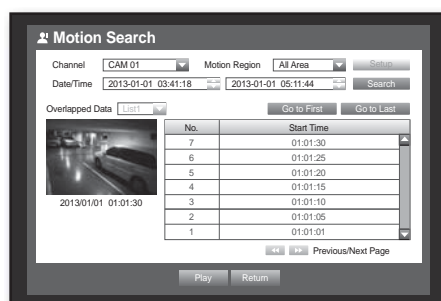 Motion Search
Channel CAM 01 Motion Region All Area Setup
Date/Time 2013-01-01 03:41:18 2013-01-01 05:11:44 Search
Overlapped Data List1 Go to First Go to Last
No. Start Time
7 01:01:30
6 01:01:25
5 01:01:20
4 01:01:15
3 01:01:10
2 01:01:05
1 01:01:01
2013/01/01 01:01:30
Previous/Next Page
Play Return